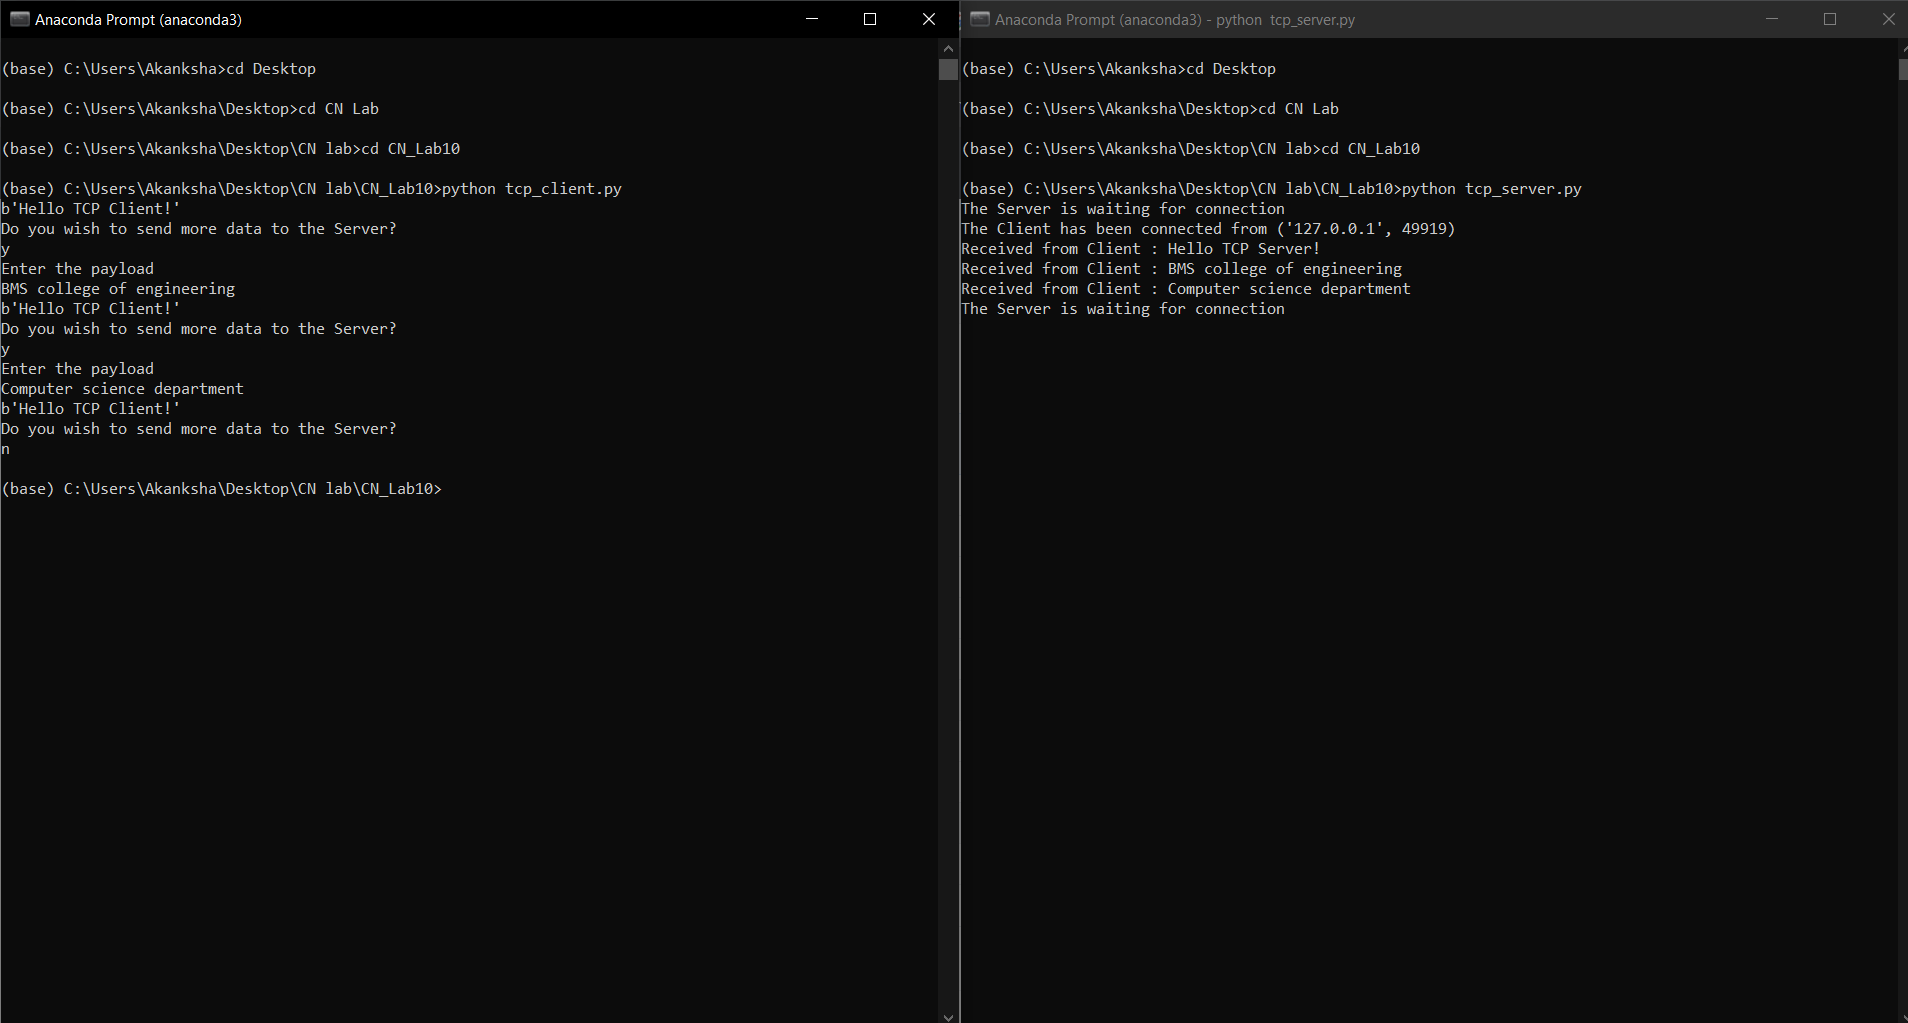 Anaconda Prompt (anaconda3)
(base) C:\Users\Akanksha>cd Desktop
(base) C:\Users\Akanksha\Desktop>cd CN Lab
(base) C:\Users\Akanksha\Desktop\CN lab>cd CN_Lab10
(base) C:\Users\Akanksha\Desktop\CN lab\CN_Lab10>python tcp_client.py
b'Hello TCP Client!'
Do you wish to send more data to the Server?
y
Enter the payload
BMS college of engineering
b'Hello TCP Client!'
Do you wish to send more data to the Server?
y
Enter the payload
Computer science department
b'Hello TCP Client!'
Do you wish to send more data to the Server?
n
(base) C:\Users\Akanksha\Desktop\CN lab\CN_Lab10>
Anaconda Prompt (anaconda3) - python  tcp_server.py
(base) C:\Users\Akanksha>cd Desktop
(base) C:\Users\Akanksha\Desktop>cd CN Lab
(base) C:\Users\Akanksha\Desktop\CN lab>cd CN_Lab10
(base) C:\Users\Akanksha\Desktop\CN lab\CN_Lab10>python tcp_server.py
The Server is waiting for connection
The Client has been connected from ('127.0.0.1', 49919)
Received from Client : Hello TCP Server!
Received from Client : BMS college of engineering
Received from Client : Computer science department
The Server is waiting for connection